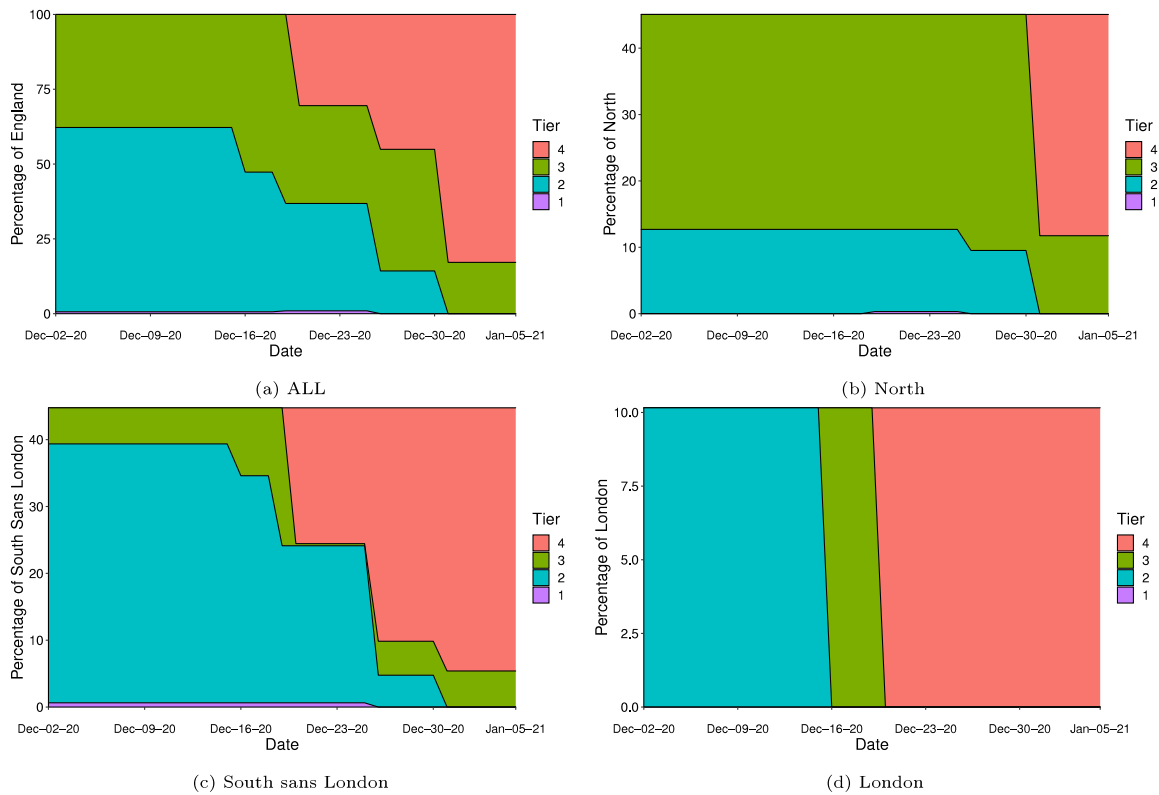 Percentage of England
100
75
50
25
0
Dec–02–20 Dec–09–20 Dec–16–20 Dec–23–20 Dec–30–20 Jan–05–21
Date
Tier
4
3
2
1
(a) ALL
Percentage of North
40
30
20
10
0
Dec–02–20 Dec–09–20 Dec–16–20 Dec–23–20 Dec–30–20 Jan–05–21
Date
Tier
4
3
2
1
(b) North
Percentage of South Sans London
40
30
20
10
0
Dec–02–20 Dec–09–20 Dec–16–20 Dec–23–20 Dec–30–20 Jan–05–21
Date
Tier
4
3
2
1
(c) South sans London
Percentage of London
10.0
7.5
5.0
2.5
0.0
Dec–02–20 Dec–09–20 Dec–16–20 Dec–23–20 Dec–30–20 Jan–05–21
Date
Tier
4
3
2
1
(d) London